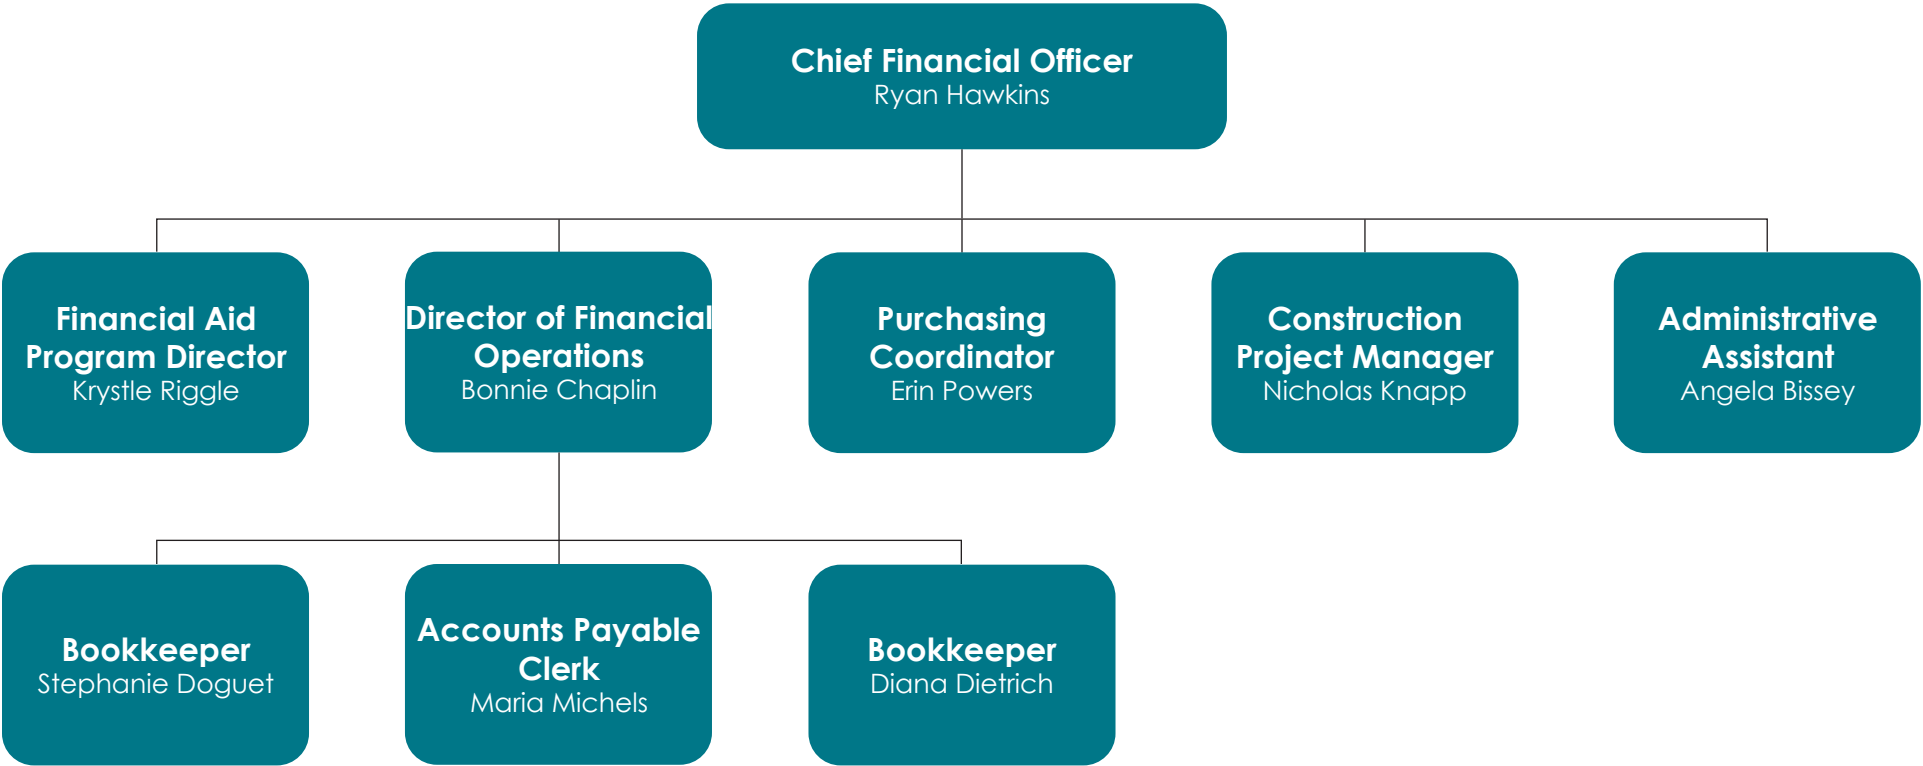 Chief Financial Officer
Ryan Hawkins
Financial Aid
Program Director
Krystle Riggle
Director of Financial
Operations
Bonnie Chaplin
Purchasing
Coordinator
Erin Powers
Construction
Project Manager
Nicholas Knapp
Administrative
Assistant
Angela Bissey
Bookkeeper
Stephanie Doguet
Accounts Payable
Clerk
Maria Michels
Bookkeeper
Diana Dietrich